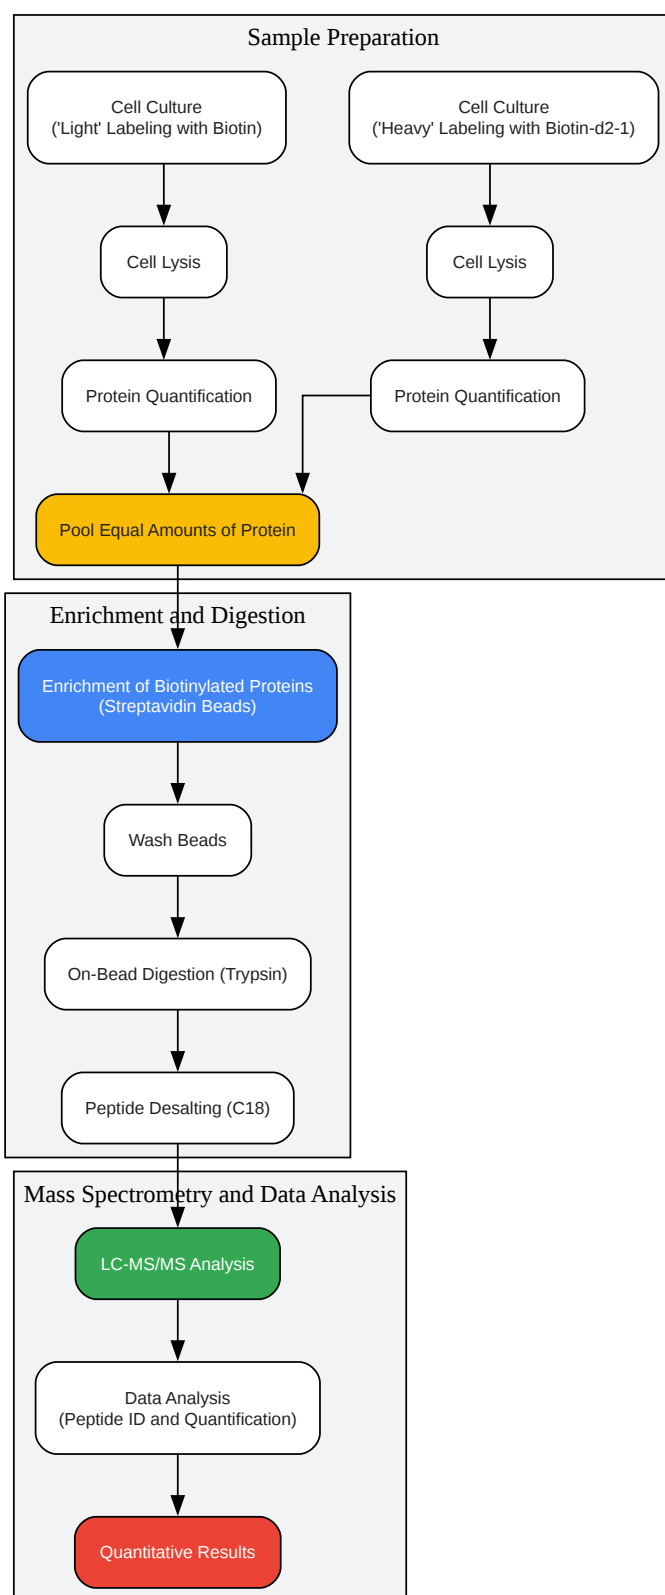 Sample Preparation
Cell Culture
('Light' Labeling with Biotin)
Cell Culture
('Heavy' Labeling with Biotin-d2-1)
Cell Lysis
Cell Lysis
Protein Quantification
Protein Quantification
Pool Equal Amounts of Protein
Enrichment and Digestion
Enrichment of Biotinylated Proteins
(Streptavidin Beads)
Wash Beads
On-Bead Digestion (Trypsin)
Peptide Desalting (C18)
Mass Spectrometry and Data Analysis
LC-MS/MS Analysis
Data Analysis
(Peptide ID and Quantification)
Quantitative Results